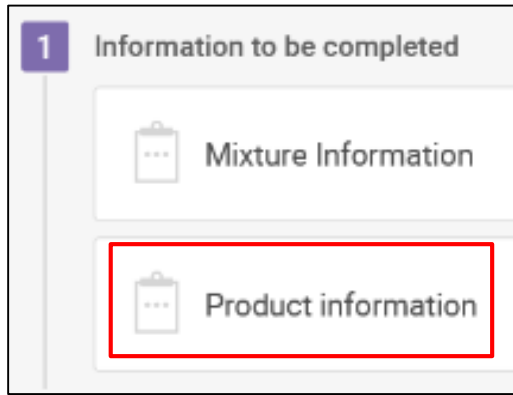 1 Information to be completed
Mixture Information
Product information